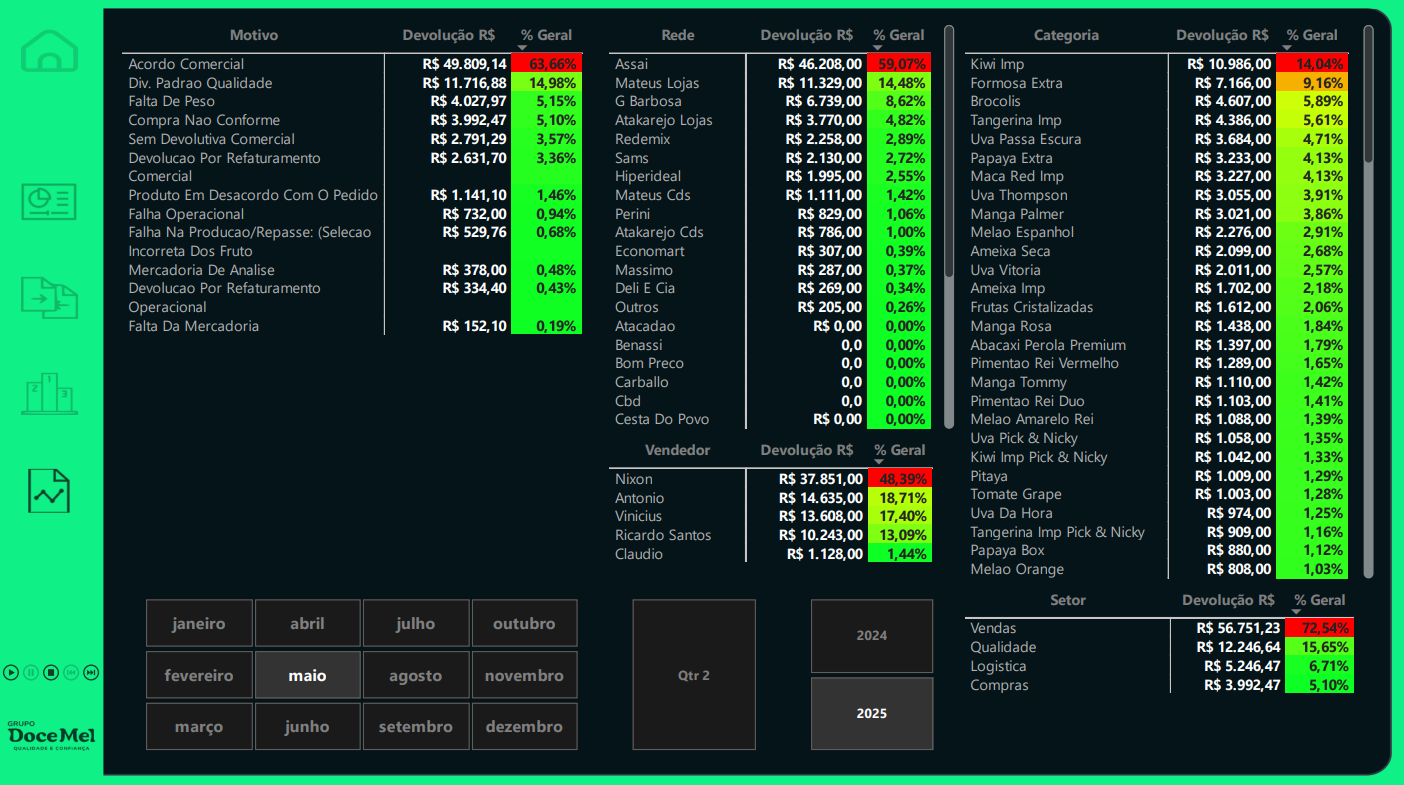 Motivo Devolução R$ % Geral
Acordo Comercial R$ 49.809,14 63,66%
Div. Padrao Qualidade R$ 11.716,88 14,98%
Falta De Peso R$ 4.027,97 5,15%
Compra Nao Conforme R$ 3.992,47 5,10%
Sem Devolutiva Comercial R$ 2.791,29 3,57%
Devolucao Por Refaturamento R$ 2.631,70 3,36%
Comercial
Produto Em Desacordo Com O Pedido R$ 1.141,10 1,46%
Falha Operacional R$ 732,00 0,94%
Falha Na Producao/Repasse: (Selecao R$ 529,76 0,68%
Incorreta Dos Fruto
Mercadoria De Analise R$ 378,00 0,48%
Devolucao Por Refaturamento R$ 334,40 0,43%
Operacional
Falta Da Mercadoria R$ 152,10 0,19%
Rede Devolução R$ % Geral
Assai R$ 46.208,00 59,07%
Mateus Lojas R$ 11.329,00 14,48%
G Barbosa R$ 6.739,00 8,62%
Atakarejo Lojas R$ 3.770,00 4,82%
Redemix R$ 2.258,00 2,89%
Sams R$ 2.130,00 2,72%
Hiperideal R$ 1.995,00 2,55%
Mateus Cds R$ 1.111,00 1,42%
Perini R$ 829,00 1,06%
Atakarejo Cds R$ 786,00 1,00%
Economart R$ 307,00 0,39%
Massimo R$ 287,00 0,37%
Deli E Cia R$ 269,00 0,34%
Outros R$ 205,00 0,26%
Atacadao R$ 0,00 0,00%
Benassi 0,0 0,00%
Bom Preco 0,0 0,00%
Carballo 0,0 0,00%
Cbd 0,0 0,00%
Cesta Do Povo R$ 0,00 0,00%
Vendedor Devolução R$ % Geral
Nixon R$ 37.851,00 48,39%
Antonio R$ 14.635,00 18,71%
Vinicius R$ 13.608,00 17,40%
Ricardo Santos R$ 10.243,00 13,09%
Claudio R$ 1.128,00 1,44%
Categoria Devolução R$ % Geral
Kiwi Imp R$ 10.986,00 14,04%
Formosa Extra R$ 7.166,00 9,16%
Brocolis R$ 4.607,00 5,89%
Tangerina Imp R$ 4.386,00 5,61%
Uva Passa Escura R$ 3.684,00 4,71%
Papaya Extra R$ 3.233,00 4,13%
Maca Red Imp R$ 3.227,00 4,13%
Uva Thompson R$ 3.055,00 3,91%
Manga Palmer R$ 3.021,00 3,86%
Melao Espanhol R$ 2.276,00 2,91%
Ameixa Seca R$ 2.099,00 2,68%
Uva Vitoria R$ 2.011,00 2,57%
Ameixa Imp R$ 1.702,00 2,18%
Frutas Cristalizadas R$ 1.612,00 2,06%
Manga Rosa R$ 1.438,00 1,84%
Abacaxi Perola Premium R$ 1.397,00 1,79%
Pimentao Rei Vermelho R$ 1.289,00 1,65%
Manga Tommy R$ 1.110,00 1,42%
Pimentao Rei Duo R$ 1.103,00 1,41%
Melao Amarelo Rei R$ 1.088,00 1,39%
Uva Pick & Nicky R$ 1.058,00 1,35%
Kiwi Imp Pick & Nicky R$ 1.042,00 1,33%
Pitaya R$ 1.009,00 1,29%
Tomate Grape R$ 1.003,00 1,28%
Uva Da Hora R$ 974,00 1,25%
Tangerina Imp Pick & Nicky R$ 909,00 1,16%
Papaya Box R$ 880,00 1,12%
Melao Orange R$ 808,00 1,03%
Setor Devolução R$ % Geral
Vendas R$ 56.751,23 72,54%
Qualidade R$ 12.246,64 15,65%
Logistica R$ 5.246,47 6,71%
Compras R$ 3.992,47 5,10%
janeiro abril julho outubro
fevereiro maio agosto novembro
março junho setembro dezembro
Qtr 2
2024
2025
2 1 3
GRUPO
DoceMel
QUALIDADE E CONFIANÇA